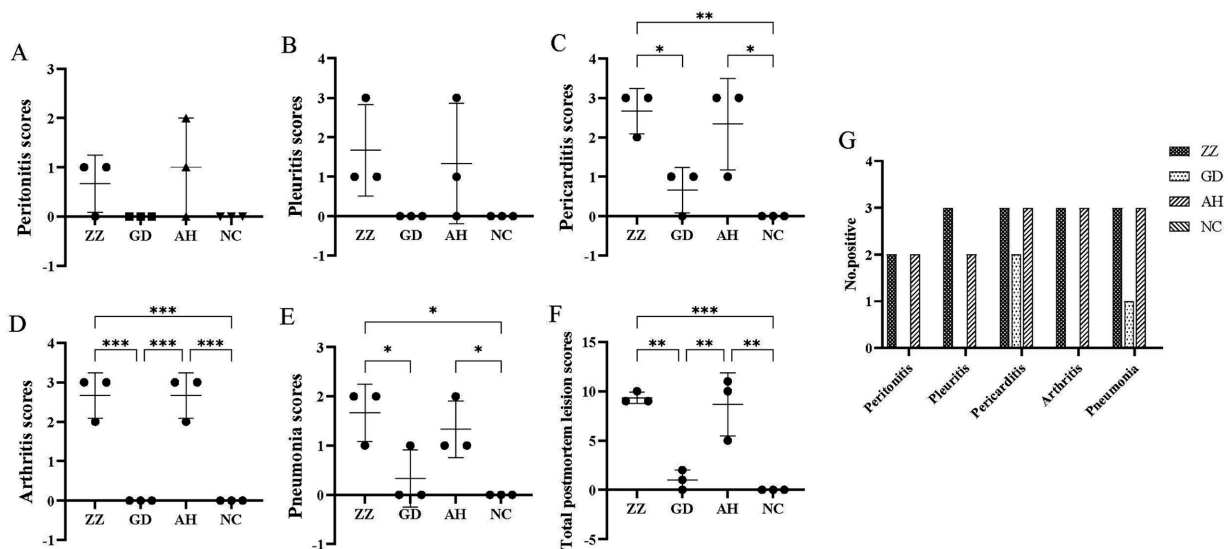 A
Peritonitis scores
3
2
1
0
-1
ZZ GD AH NC
B
Pleuritis scores
4
3
2
1
0
-1
ZZ GD AH NC
C
** 
* *
Pericarditis scores
4
3
2
1
0
-1
ZZ GD AH NC
D
***
*** *** ***
Arthritis scores
4
3
2
1
0
-1
ZZ GD AH NC
E
*
* *
Pneumonia scores
3
2
1
0
-1
ZZ GD AH NC
F
***
** ** **
Total postmortem leision scores
15
10
5
0
-5
ZZ GD AH NC
G
No.positive
4
3
2
1
0
Peritonitis
Pleuritis
Pericarditis
Arthritis
Pneumonia
ZZ
GD
AH
NC